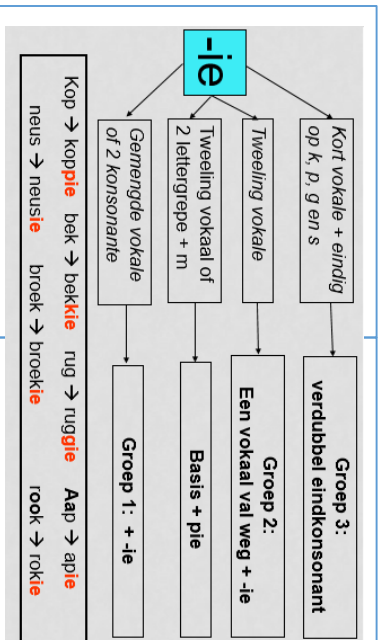 -ie
Gemengde vokale
of 2 konsonante
Tweeling vokaal of
2 lettergrepe + m
Tweeling vokale
Kort vokale + eindig
op k, p, g en s
Groep 1: + -ie
Basis + pie
Groep 2:
Een vokaal val weg + -ie
Groep 3:
verdubbel eindkonsonant
Kop → koppie bek → bekkie rug → ruggie Aap → apie
neus → neusie broek → broekie rook → rokie